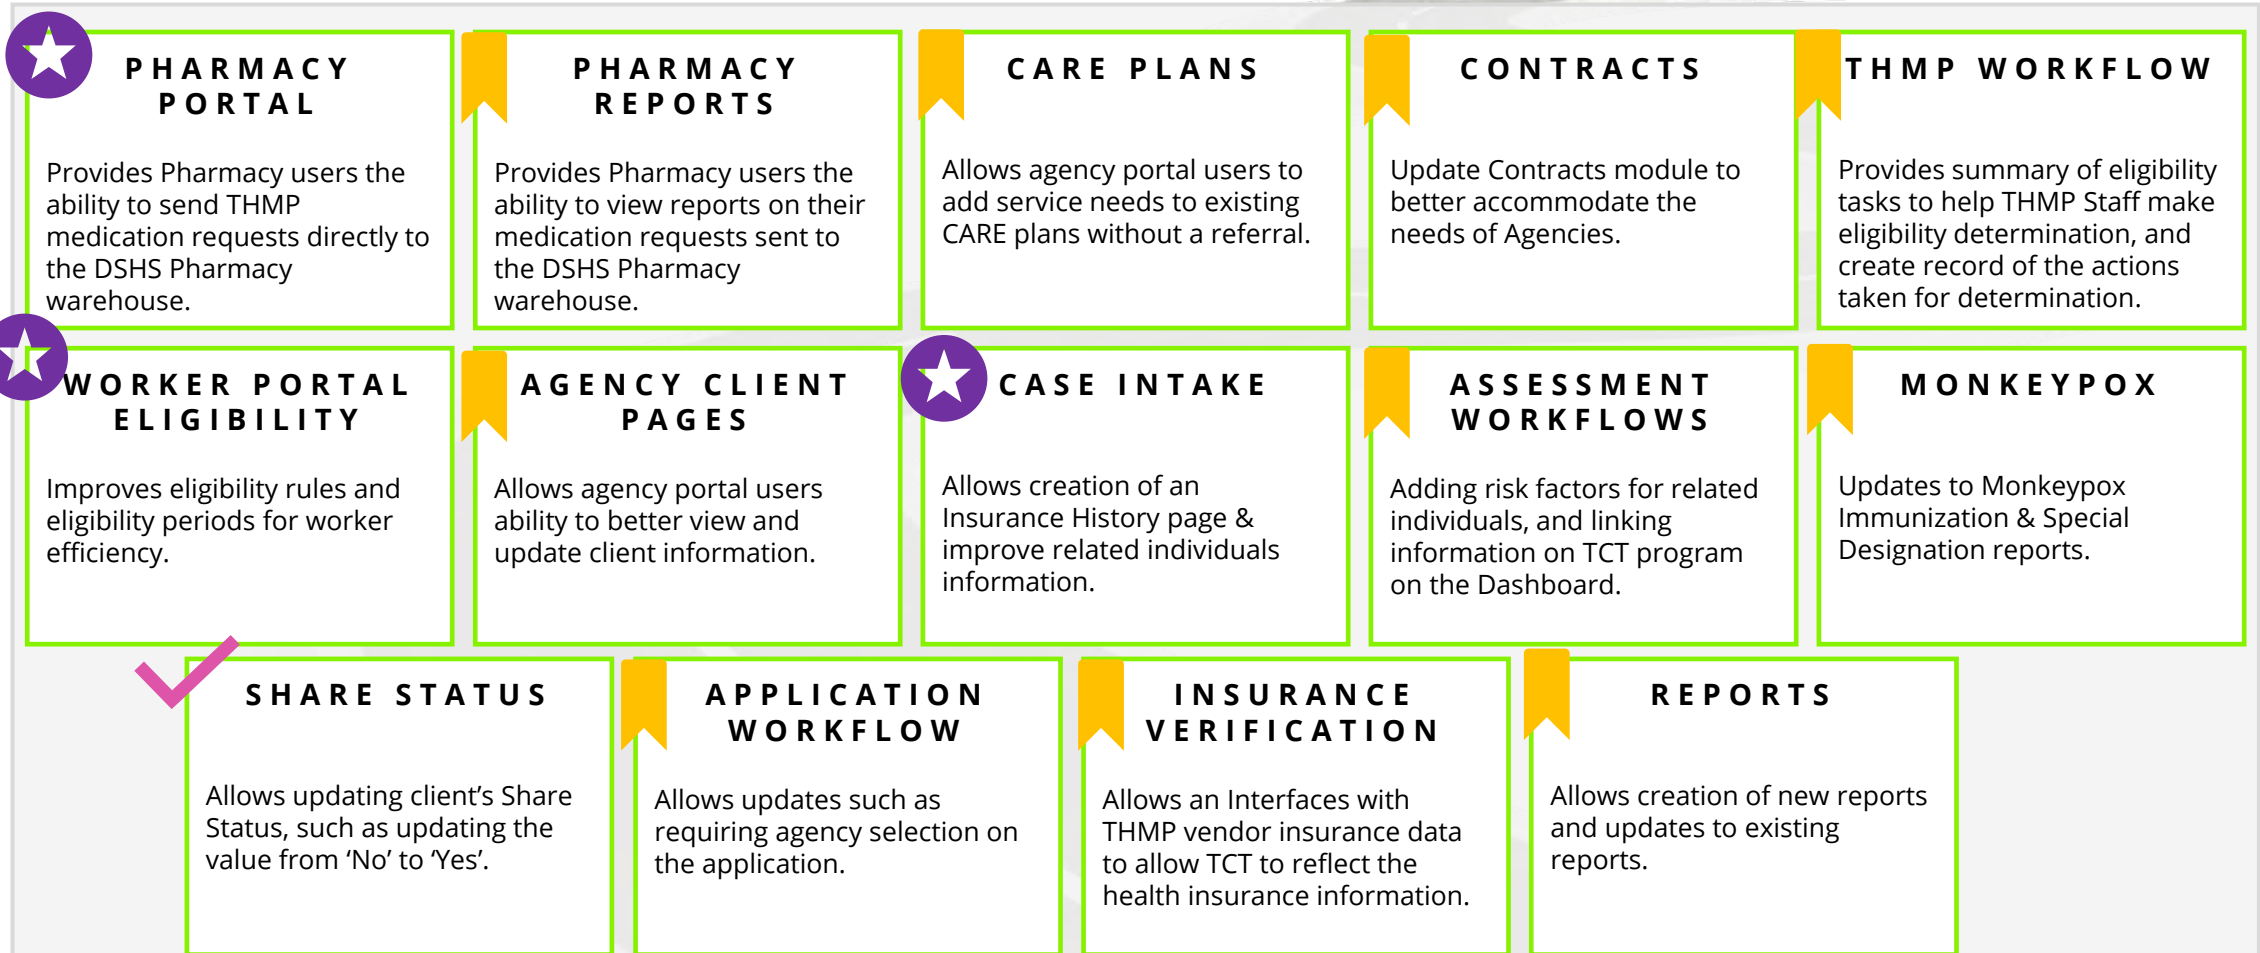 PHARMACY
PORTAL
Provides Pharmacy users the
ability to send THMP
medication requests directly to
the DSHS Pharmacy
warehouse.
PHARMACY
REPORTS
Provides Pharmacy users the
ability to view reports on their
medication requests sent to
the DSHS Pharmacy
warehouse.
CARE PLANS
Allows agency portal users to
add service needs to existing
CARE plans without a referral.
CONTRACTS
Update Contracts module to
better accommodate the
needs of Agencies.
THMP WORKFLOW
Provides summary of eligibility
tasks to help THMP Staff make
eligibility determination, and
create record of the actions
taken for determination.
WORKER PORTAL
ELIGIBILITY
Improves eligibility rules and
eligibility periods for worker
efficiency.
AGENCY CLIENT
PAGES
Allows agency portal users
ability to better view and
update client information.
CASE INTAKE
Allows creation of an
Insurance History page &
improve related individuals
information.
ASSESSMENT
WORKFLOWS
Adding risk factors for related
individuals, and linking
information on TCT program
on the Dashboard.
MONKEYPOX
Updates to Monkeypox
Immunization & Special
Designation reports.
SHARE STATUS
Allows updating client’s Share
Status, such as updating the
value from ‘No’ to ‘Yes’.
APPLICATION
WORKFLOW
Allows updates such as
requiring agency selection on
the application.
INSURANCE
VERIFICATION
Allows an Interfaces with
THMP vendor insurance data
to allow TCT to reflect the
health insurance information.
REPORTS
Allows creation of new reports
and updates to existing
reports.